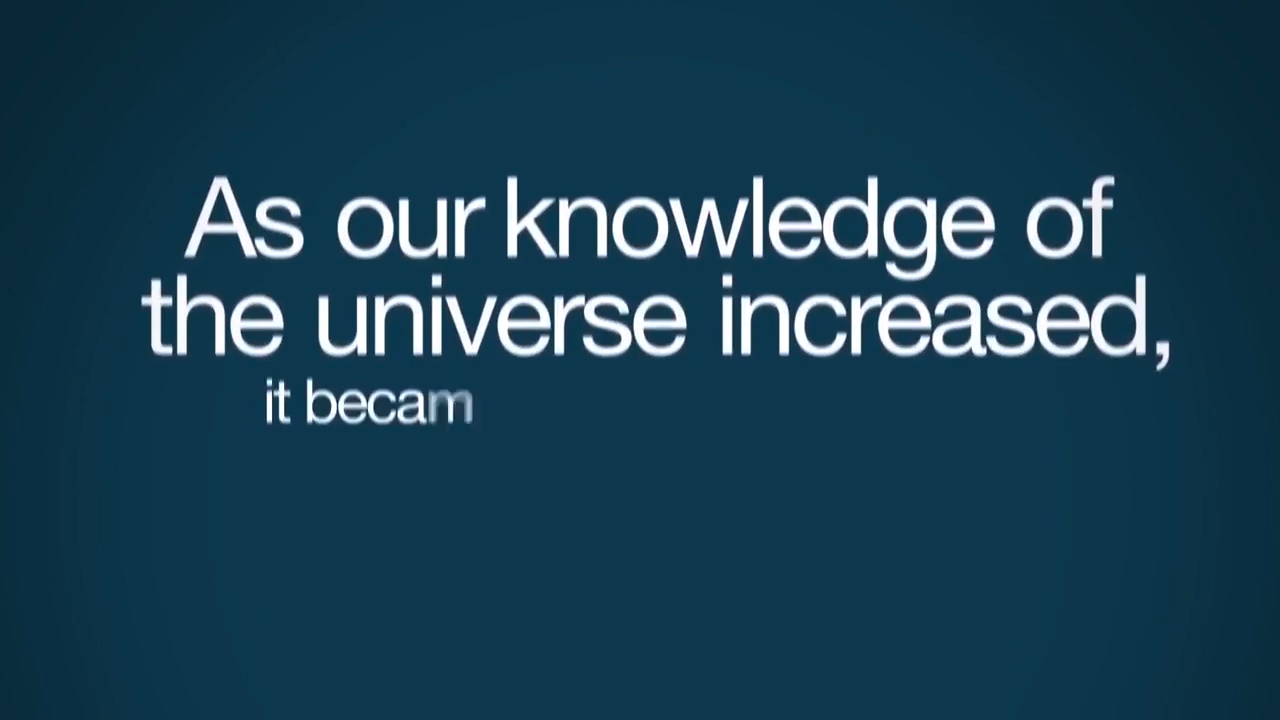 As our knowledge of
the universe increased,
it becam